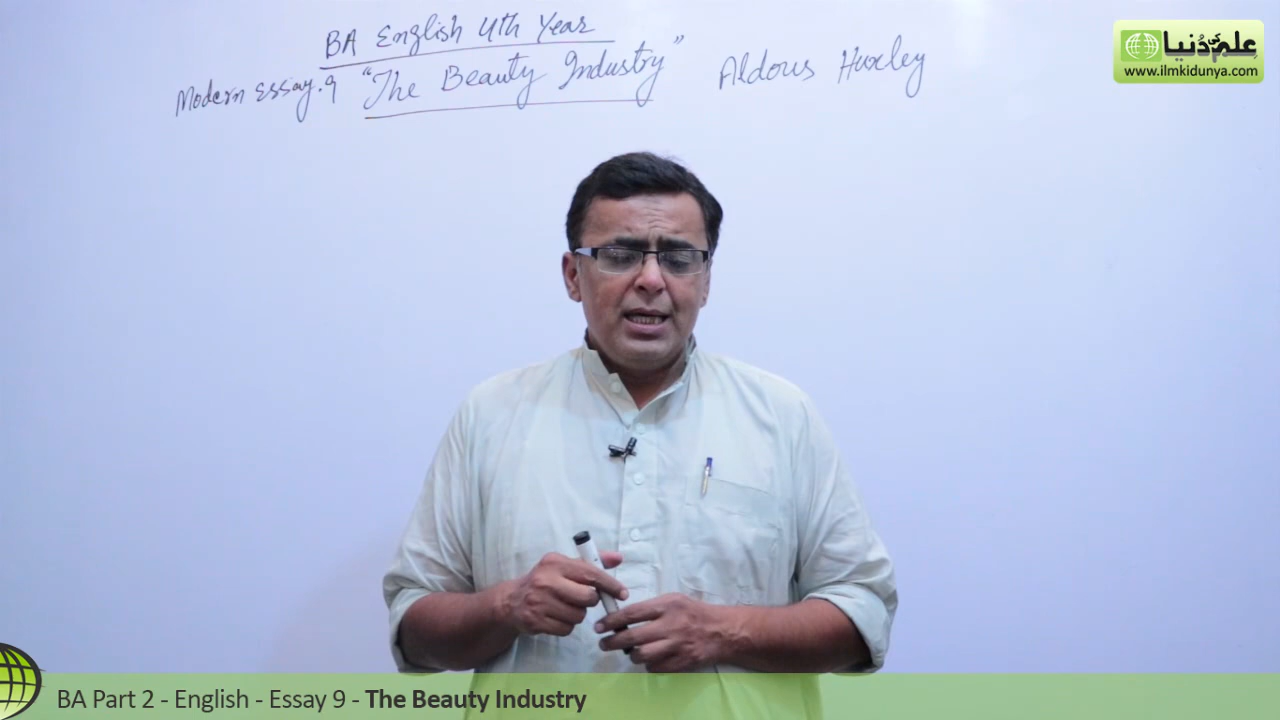 BA English 4th Year
Modern Essay.9 "The Beauty Industry" Aldous Huxley
علم کی دُنیا
www.ilmkidunya.com
BA Part 2 - English - Essay 9 - The Beauty Industry